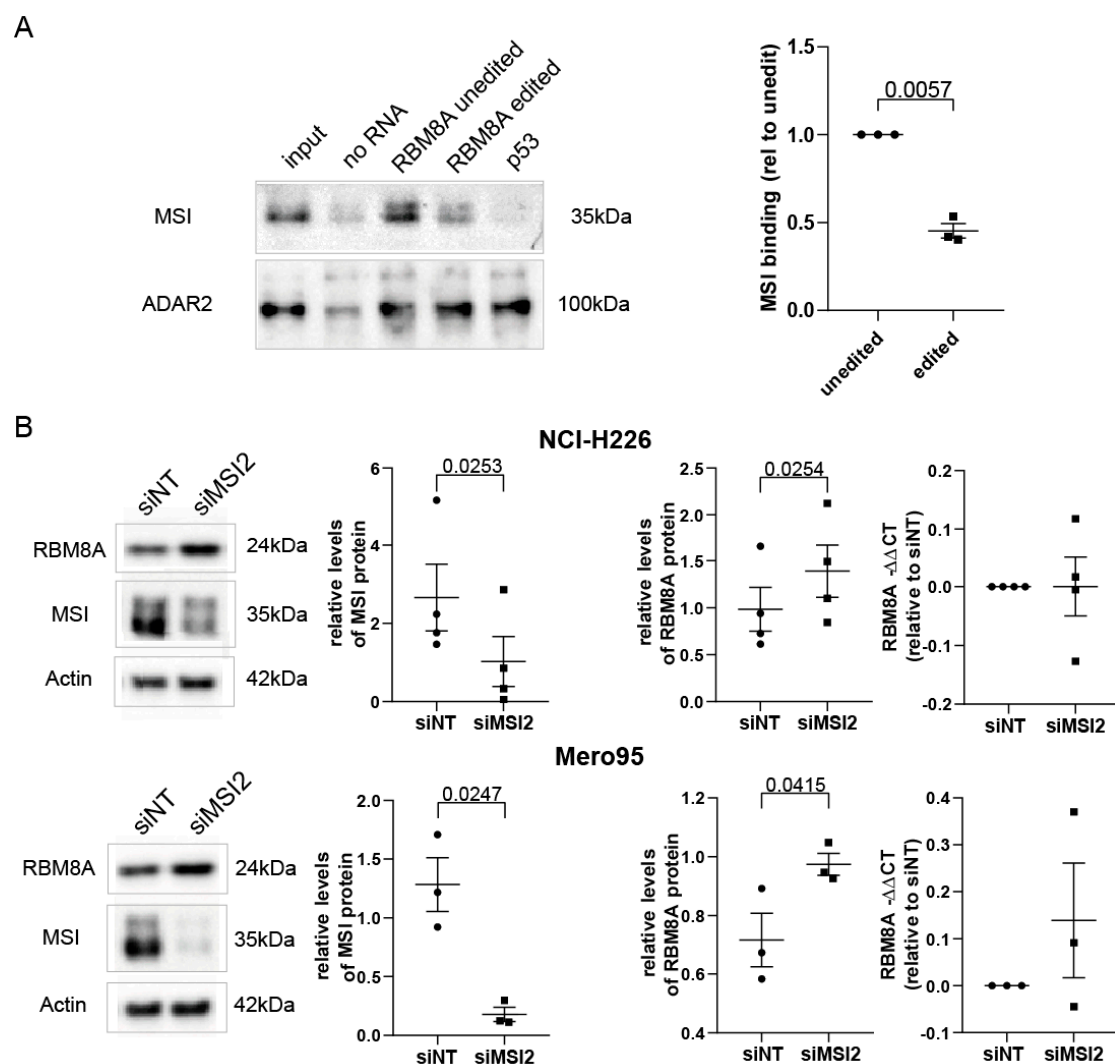 A
input
no RNA
RBM8A unedited
RBM8A edited
p53
MSI
35kDa
ADAR2
100kDa
MSI binding (rel to unedit)
1.5
1.0
0.5
0.0
0.0057
unedited
edited
B
NCI-H226
siNT
siMSI2
RBM8A
24kDa
MSI
35kDa
Actin
42kDa
relative levels
of MSI protein
6
4
2
0
0.0253
siNT
siMSI2
relative levels
of RBM8A protein
2.5
2.0
1.5
1.0
0.5
0.0
0.0254
siNT
siMSI2
RBM8A -ΔΔCT
(relative to siNT)
0.2
0.1
0.0
-0.1
-0.2
siNT
siMSI2
Mero95
siNT
siMSI2
RBM8A
24kDa
MSI
35kDa
Actin
42kDa
relative levels
of MSI protein
2.0
1.5
1.0
0.5
0.0
0.0247
siNT
siMSI2
relative levels
of RBM8A protein
1.2
1.0
0.8
0.6
0.4
0.0415
siNT
siMSI2
RBM8A -ΔΔCT
(relative to siNT)
0.4
0.3
0.2
0.1
0.0
-0.1
siNT
siMSI2